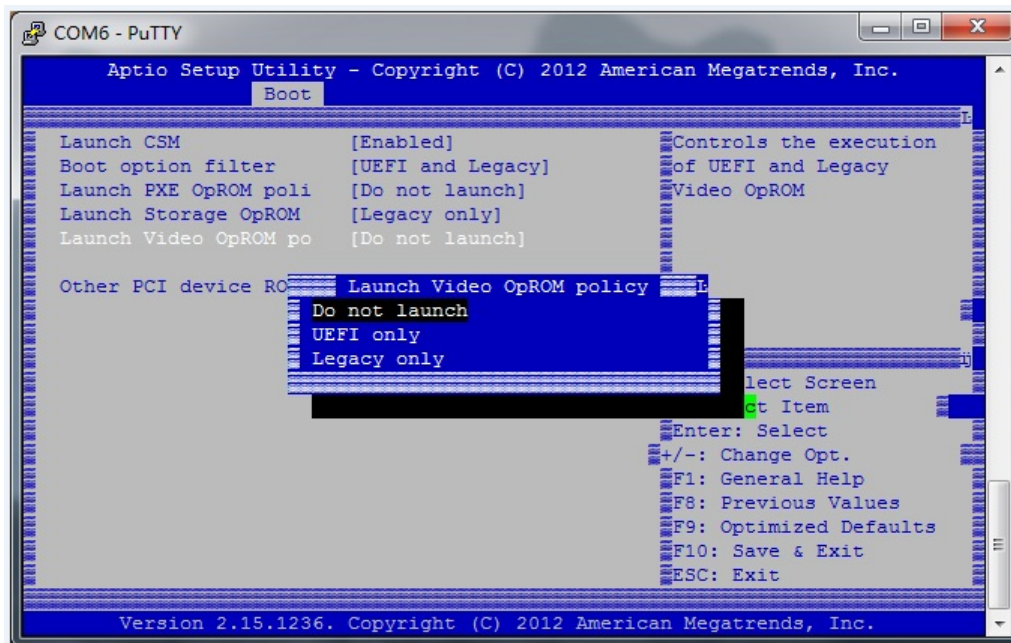 COM6 - PuTTY
Aptio Setup Utility - Copyright (C) 2012 American Megatrends, Inc.
Boot
Launch CSM [Enabled]
Boot option filter [UEFI and Legacy]
Launch PXE OpROM poli [Do not launch]
Launch Storage OpROM [Legacy only]
Launch Video OpROM po [Do not launch]
Other PCI device RO
Controls the execution
of UEFI and Legacy
Video OpROM
Launch Video OpROM policy
Do not launch
UEFI only
Legacy only
lect Screen
ct Item
Enter: Select
+/-: Change Opt.
F1: General Help
F8: Previous Values
F9: Optimized Defaults
F10: Save & Exit
ESC: Exit
Version 2.15.1236. Copyright (C) 2012 American Megatrends, Inc.